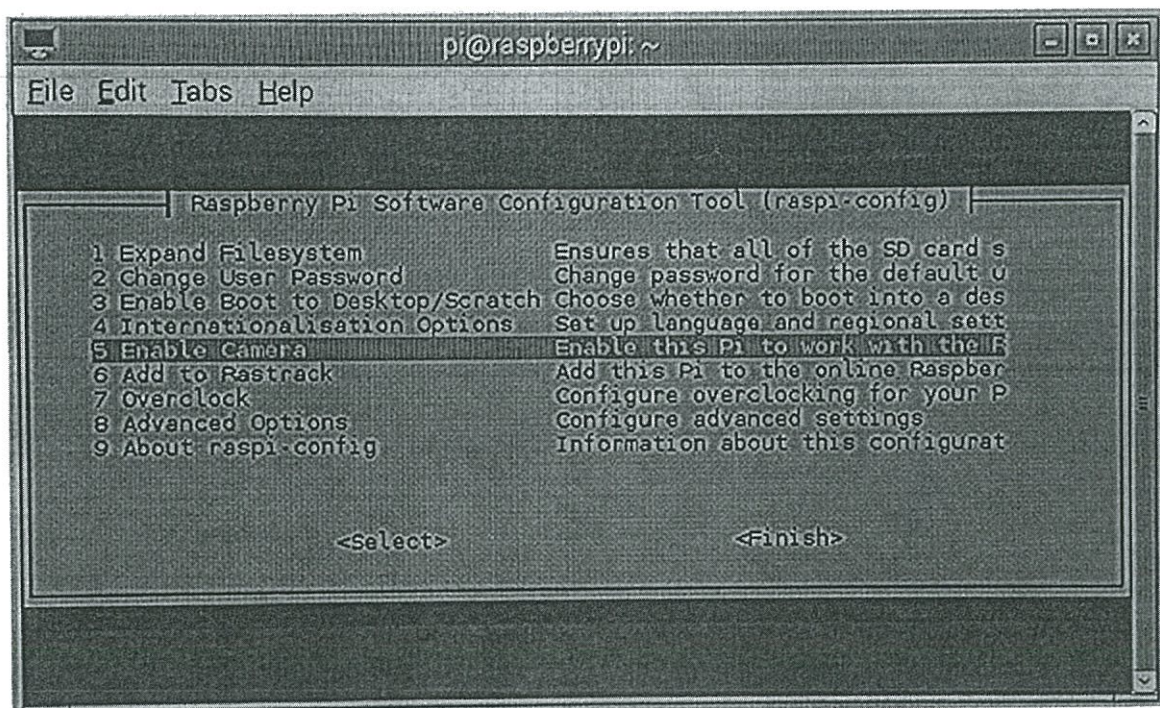 pi@raspberrypi: ~
File Edit Tabs Help
Raspberry Pi Software Configuration Tool (raspi-config)
1 Expand Filesystem Ensures that all of the SD card s
2 Change User Password Change password for the default u
3 Enable Boot to Desktop/Scratch Choose whether to boot into a des
4 Internationalisation Options Set up language and regional sett
5 Enable Camera Enable this Pi to work with the R
6 Add to Rastrack Add this Pi to the online Raspber
7 Overclock Configure overclocking for your P
8 Advanced Options Configure advanced settings
9 About raspi-config Information about this configurat
<Select> <Finish>